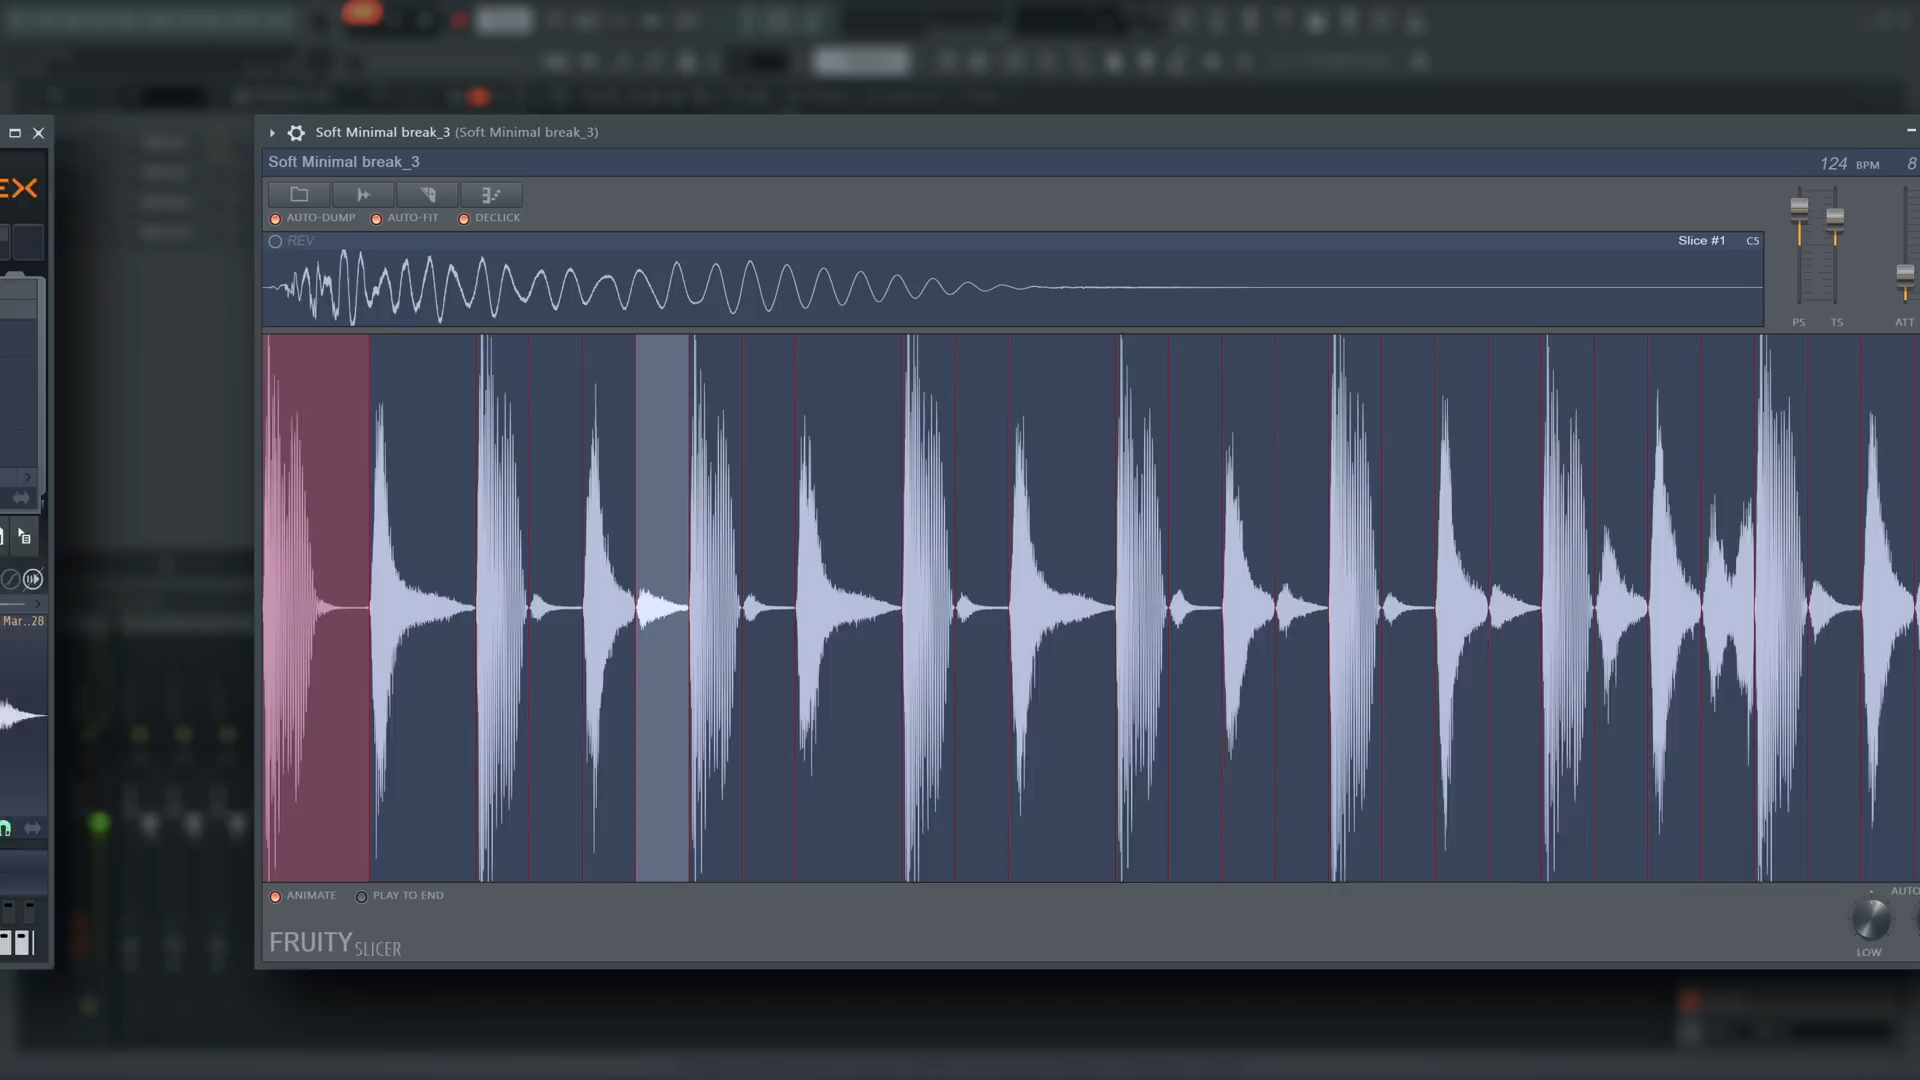 EX
Soft Minimal break_3 (Soft Minimal break_3)
Soft Minimal break_3
124 BPM 8
AUTO-DUMP AUTO-FIT DECLICK
REV
Slice #1 C5
PS TS ATT
Mar..28
ANIMATE PLAY TO END
AUTO
FRUITY SLICER
LOW